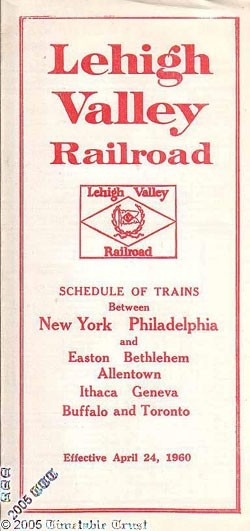 Lehigh
Valley
Railroad
Lehigh Valley
Railroad
SCHEDULE OF TRAINS
Between
New York Philadelphia
and
Easton Bethlehem
Allentown
Ithaca Geneva
Buffalo and Toronto
Effective April 24, 1960
2005
© 2005 Timetable Trust